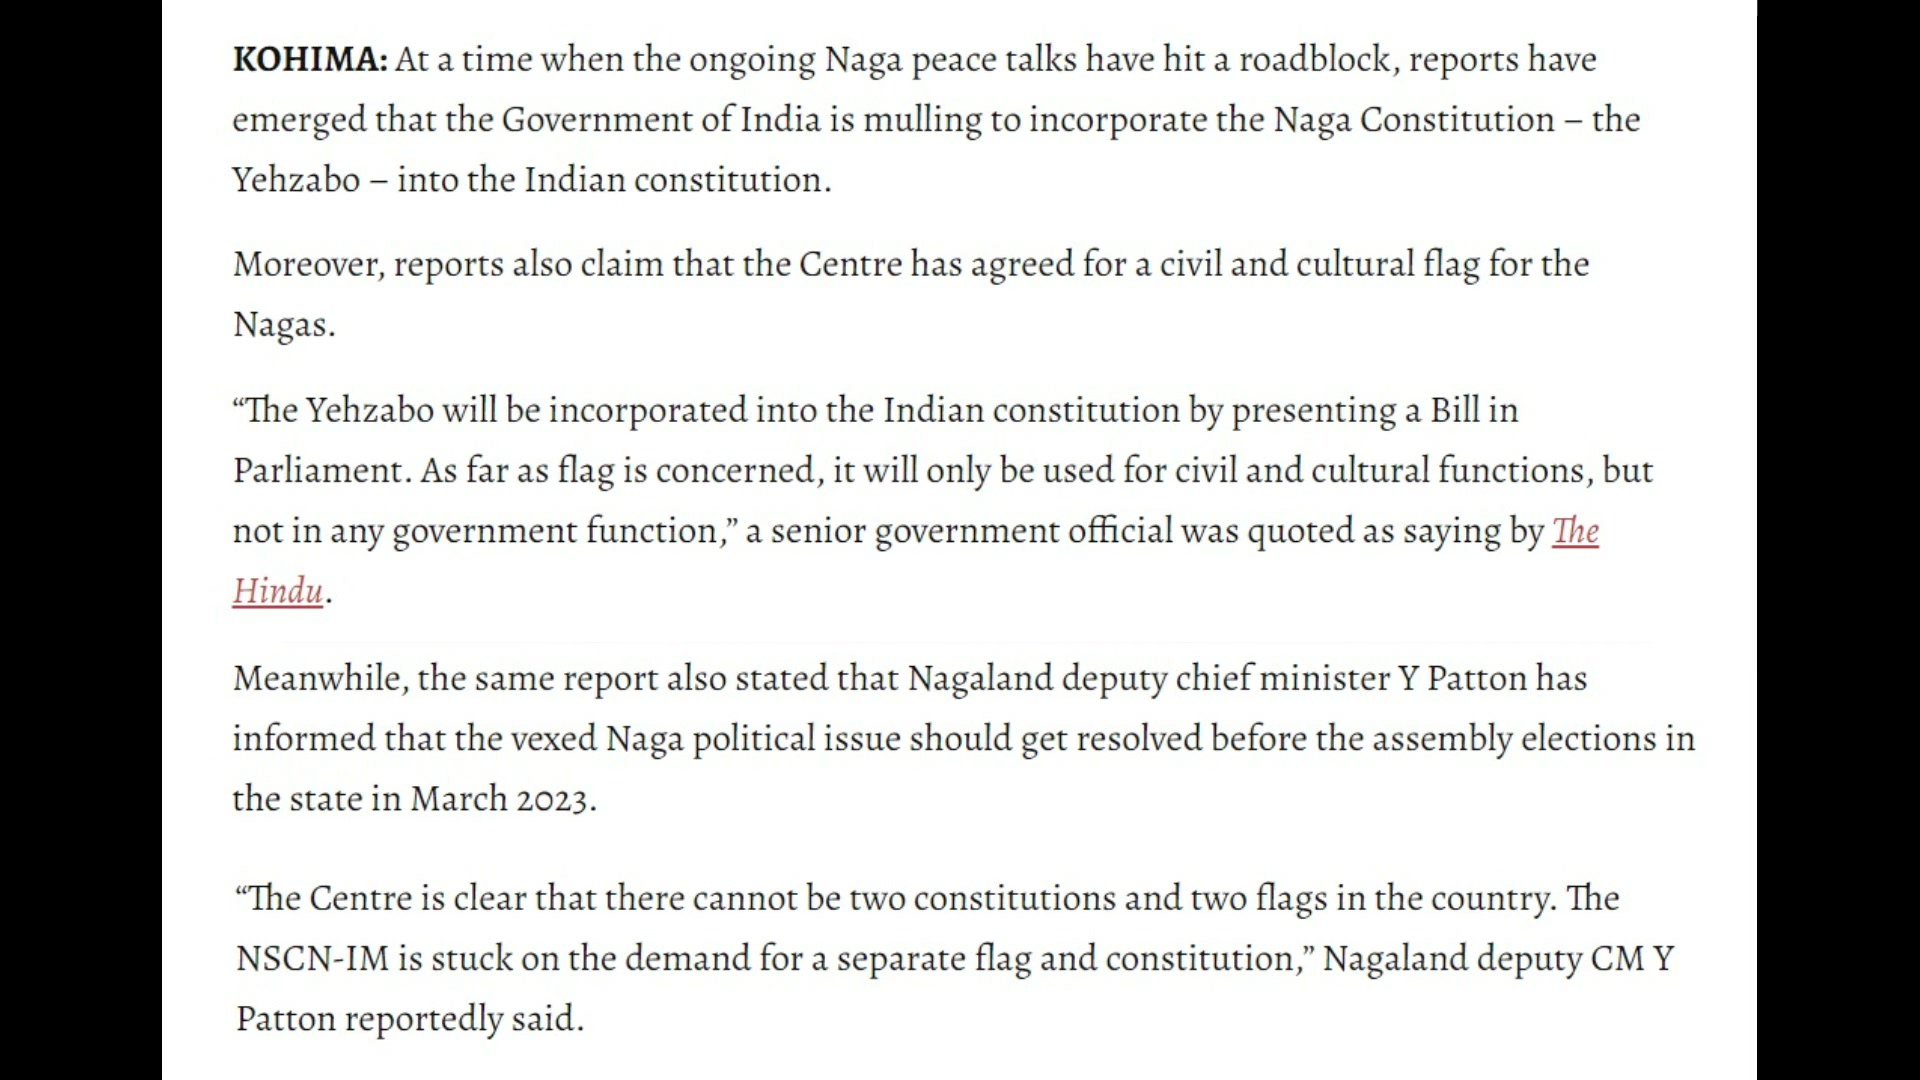 KOHIMA: At a time when the ongoing Naga peace talks have hit a roadblock, reports have
emerged that the Government of India is mulling to incorporate the Naga Constitution – the
Yehzabo – into the Indian constitution.
Moreover, reports also claim that the Centre has agreed for a civil and cultural flag for the
Nagas.
“The Yehzabo will be incorporated into the Indian constitution by presenting a Bill in
Parliament. As far as flag is concerned, it will only be used for civil and cultural functions, but
not in any government function,” a senior government official was quoted as saying by The
Hindu.
Meanwhile, the same report also stated that Nagaland deputy chief minister Y Patton has
informed that the vexed Naga political issue should get resolved before the assembly elections in
the state in March 2023.
“The Centre is clear that there cannot be two constitutions and two flags in the country. The
NSCN-IM is stuck on the demand for a separate flag and constitution,” Nagaland deputy CM Y
Patton reportedly said.